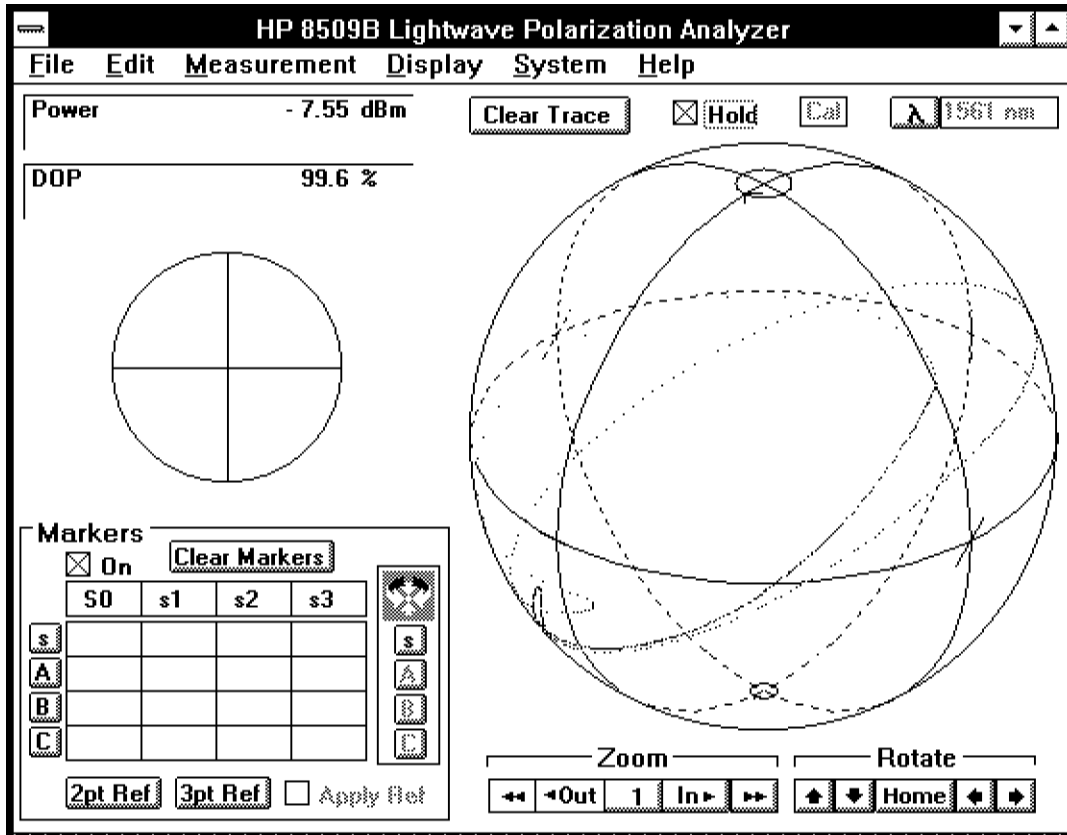 HP 8509B Lightwave Polarization Analyzer
File Edit Measurement Display System Help
Power - 7.55 dBm
DOP 99.6 %
Clear Trace Hold Cal λ 1561 nm
Markers
On Clear Markers
S0 s1 s2 s3
s s
A A
B B
C C
2pt Ref 3pt Ref Apply Ref
Zoom
Out 1 In
Rotate
Home